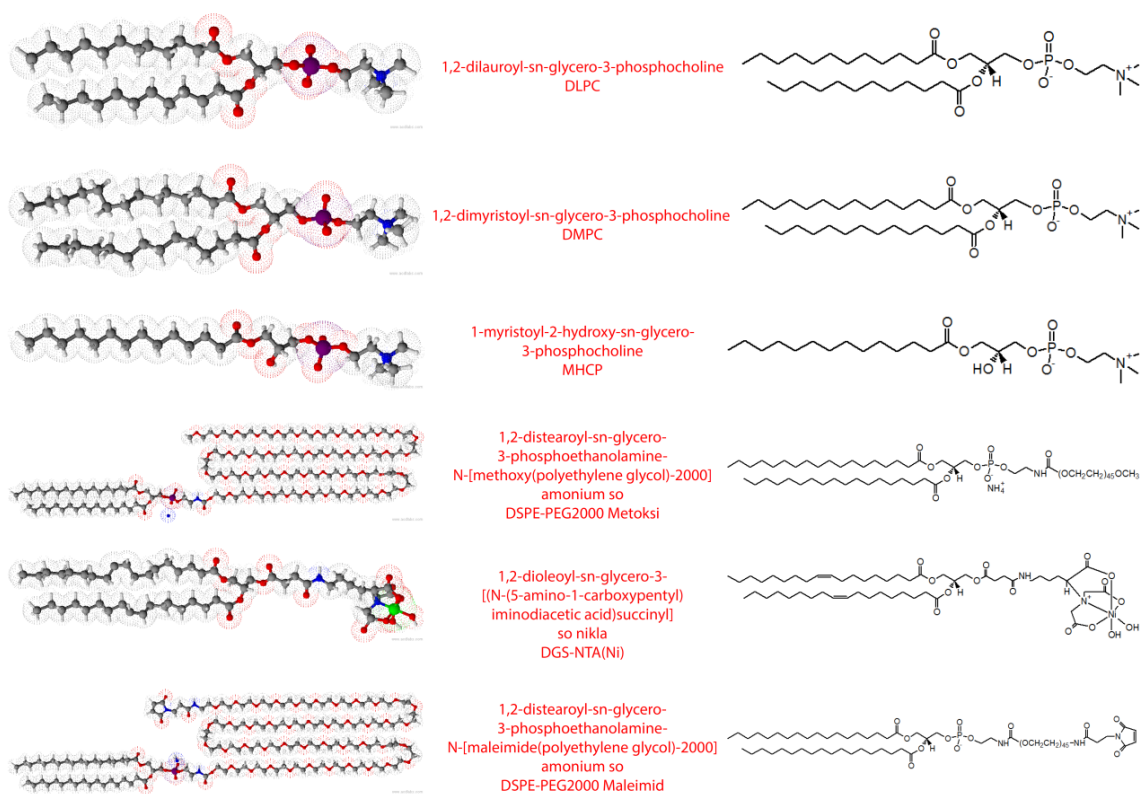 1,2-dilauroyl-sn-glycero-3-phosphocholine
DLPC
1,2-dimyristoyl-sn-glycero-3-phosphocholine
DMPC
1-myristoyl-2-hydroxy-sn-glycero-
3-phosphocholine
MHCP
1,2-distearoyl-sn-glycero-
3-phosphoethanolamine-
N-[methoxy(polyethylene glycol)-2000]
amonium so
DSPE-PEG2000 Metoksi
1,2-dioleoyl-sn-glycero-3-
[(N-(5-amino-1-carboxypentyl)
iminodiacetic acid)succinyl]
so nikla
DGS-NTA(Ni)
1,2-distearoyl-sn-glycero-
3-phosphoethanolamine-
N-[maleimide(polyethylene glycol)-2000]
amonium so
DSPE-PEG2000 Maleimid